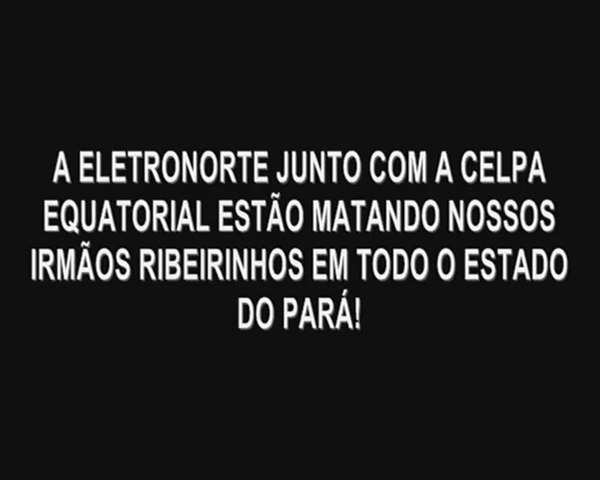 A ELETRONORTE JUNTO COM A CELPA
EQUATORIAL ESTÃO MATANDO NOSSOS
IRMÃOS RIBEIRINHOS EM TODO O ESTADO
DO PARÁ!